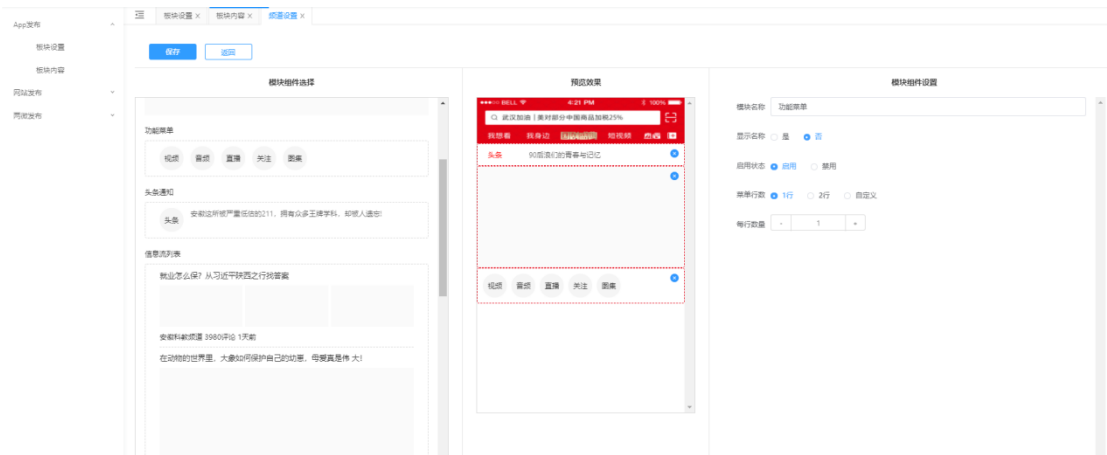 App发布
板块设置
板块内容
网站发布
两微发布
板块设置 ×
板块内容 ×
频道设置 ×
保存
返回
模块组件选择
功能菜单
视频
音频
直播
关注
图集
头条通知
头条
安徽这所被严重低估的211，拥有众多王牌学科，却被人遗忘!
信息流列表
就业怎么保？从习近平陕西之行找答案
安徽科教频道 3980评论 1天前
在动物的世界里，大象如何保护自己的幼崽，母爱真是伟 大!
预览效果
BELL
4:21 PM
100%
武汉加油 | 美对部分中国商品加税25%
我想看
我身边
短视频
头条
90后追们的青春与记忆
视频
音频
直播
关注
图集
模块组件设置
模块名称
功能菜单
显示名称
是
否
启用状态
启用
禁用
菜单行数
1行
2行
自定义
每行数量
-
1
+